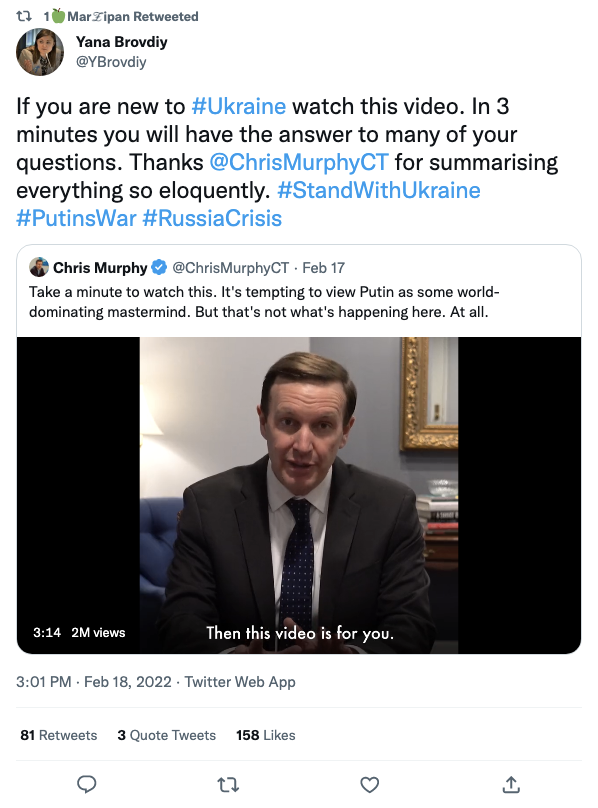 1🍏Mar𝓩ipan Retweeted
Yana Brovdiy
@YBrovdiy
If you are new to #Ukraine watch this video. In 3
minutes you will have the answer to many of your
questions. Thanks @ChrisMurphyCT for summarising
everything so eloquently. #StandWithUkraine
#PutinsWar #RussiaCrisis
Chris Murphy @ChrisMurphyCT · Feb 17
Take a minute to watch this. It's tempting to view Putin as some world-
dominating mastermind. But that's not what's happening here. At all.
3:14 2M views
Then this video is for you.
3:01 PM · Feb 18, 2022 · Twitter Web App
81 Retweets 3 Quote Tweets 158 Likes